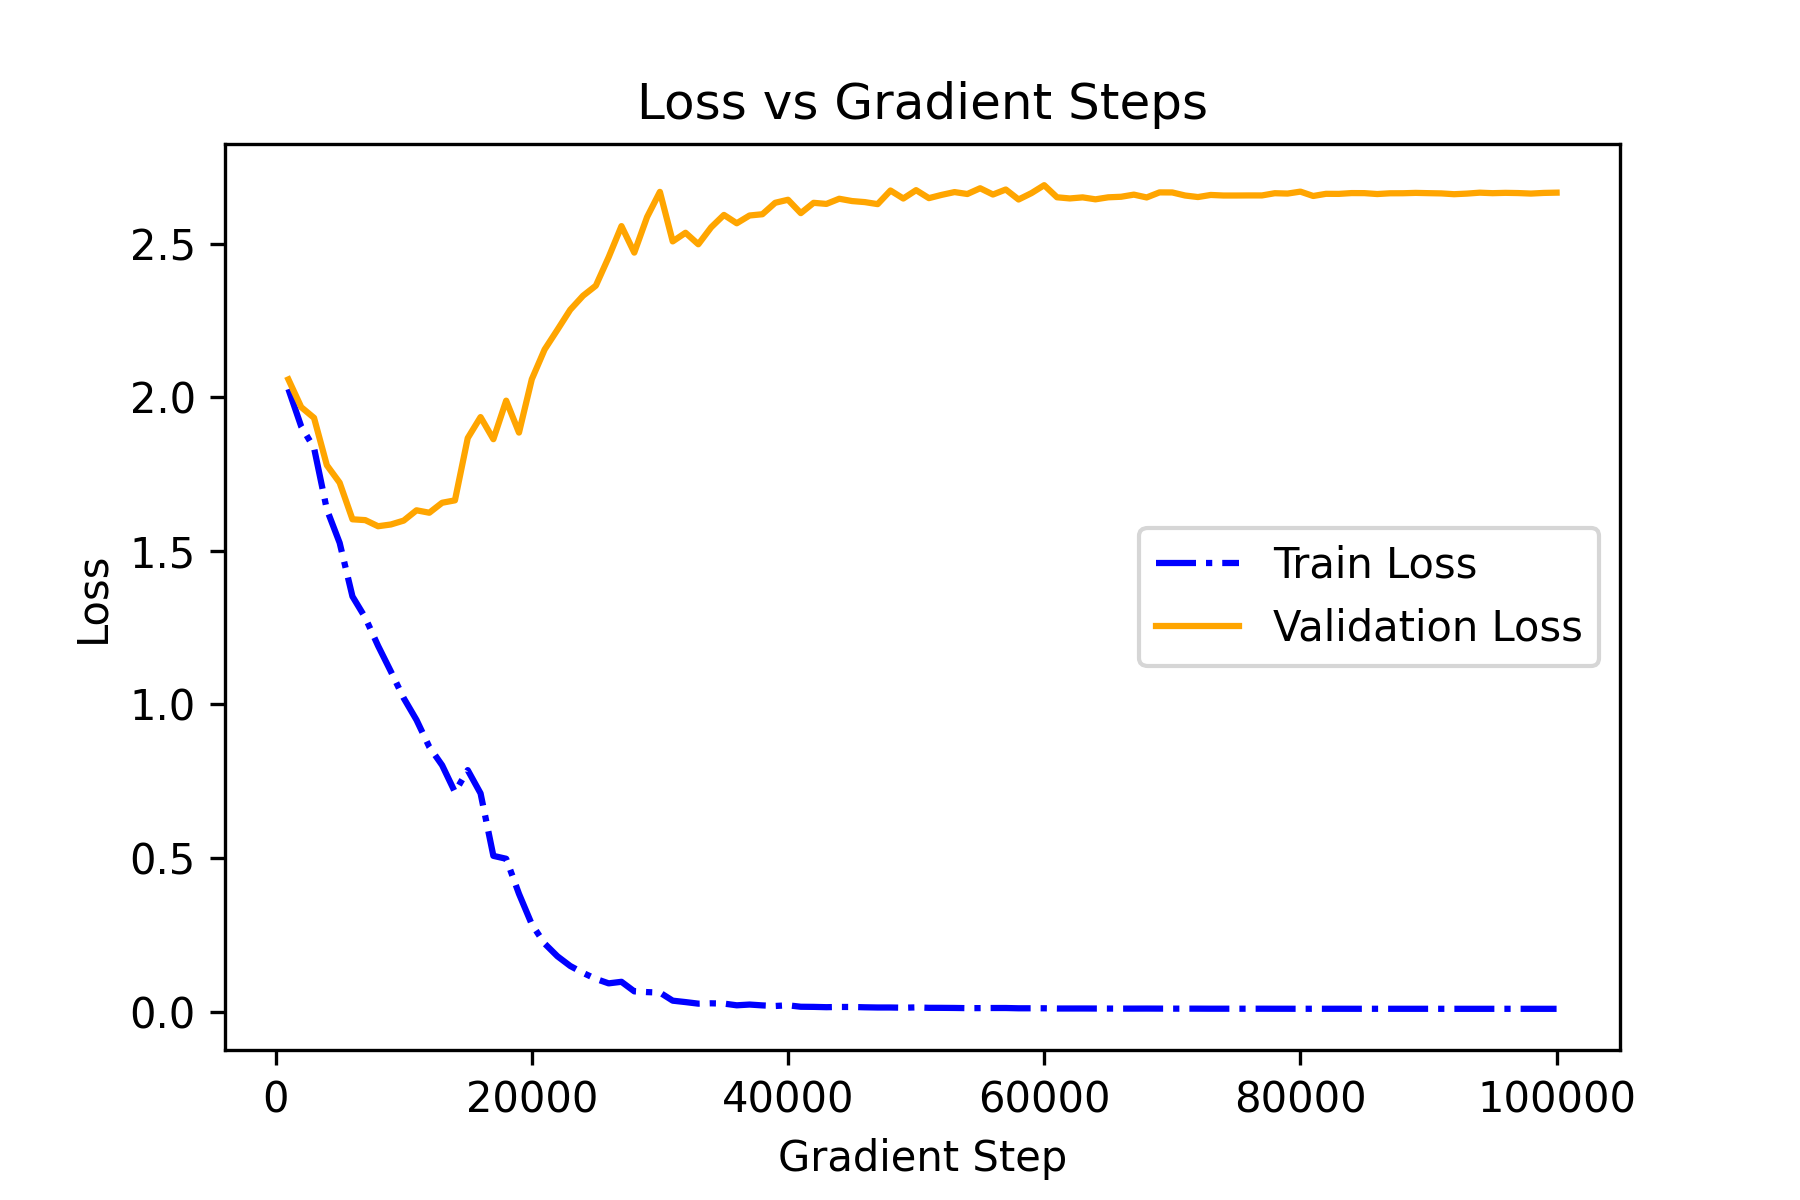 Loss vs Gradient Steps
2.5
2.0
1.5
1.0
0.5
0.0
Loss
Train Loss
Validation Loss
0 20000 40000 60000 80000 100000
Gradient Step